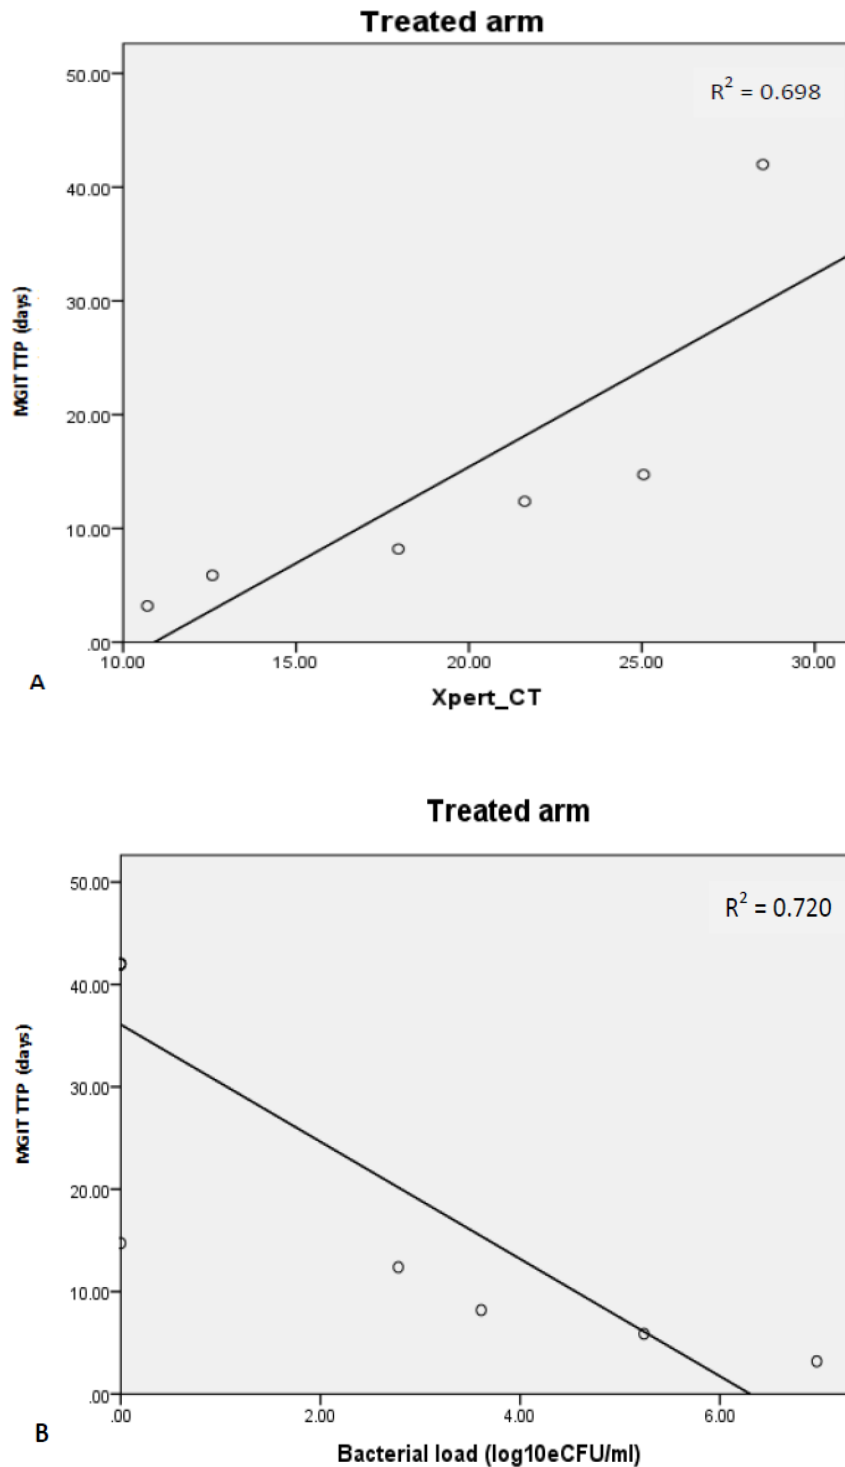 Treated arm
50.00
R² = 0.698
40.00
MGIT TTP (days)
30.00
20.00
10.00
.00
10.00 15.00 20.00 25.00 30.00
A
Xpert_CT
Treated arm
50.00
R² = 0.720
40.00
MGIT TTP (days)
30.00
20.00
10.00
.00
.00 2.00 4.00 6.00
B
Bacterial load (log10eCFU/ml)